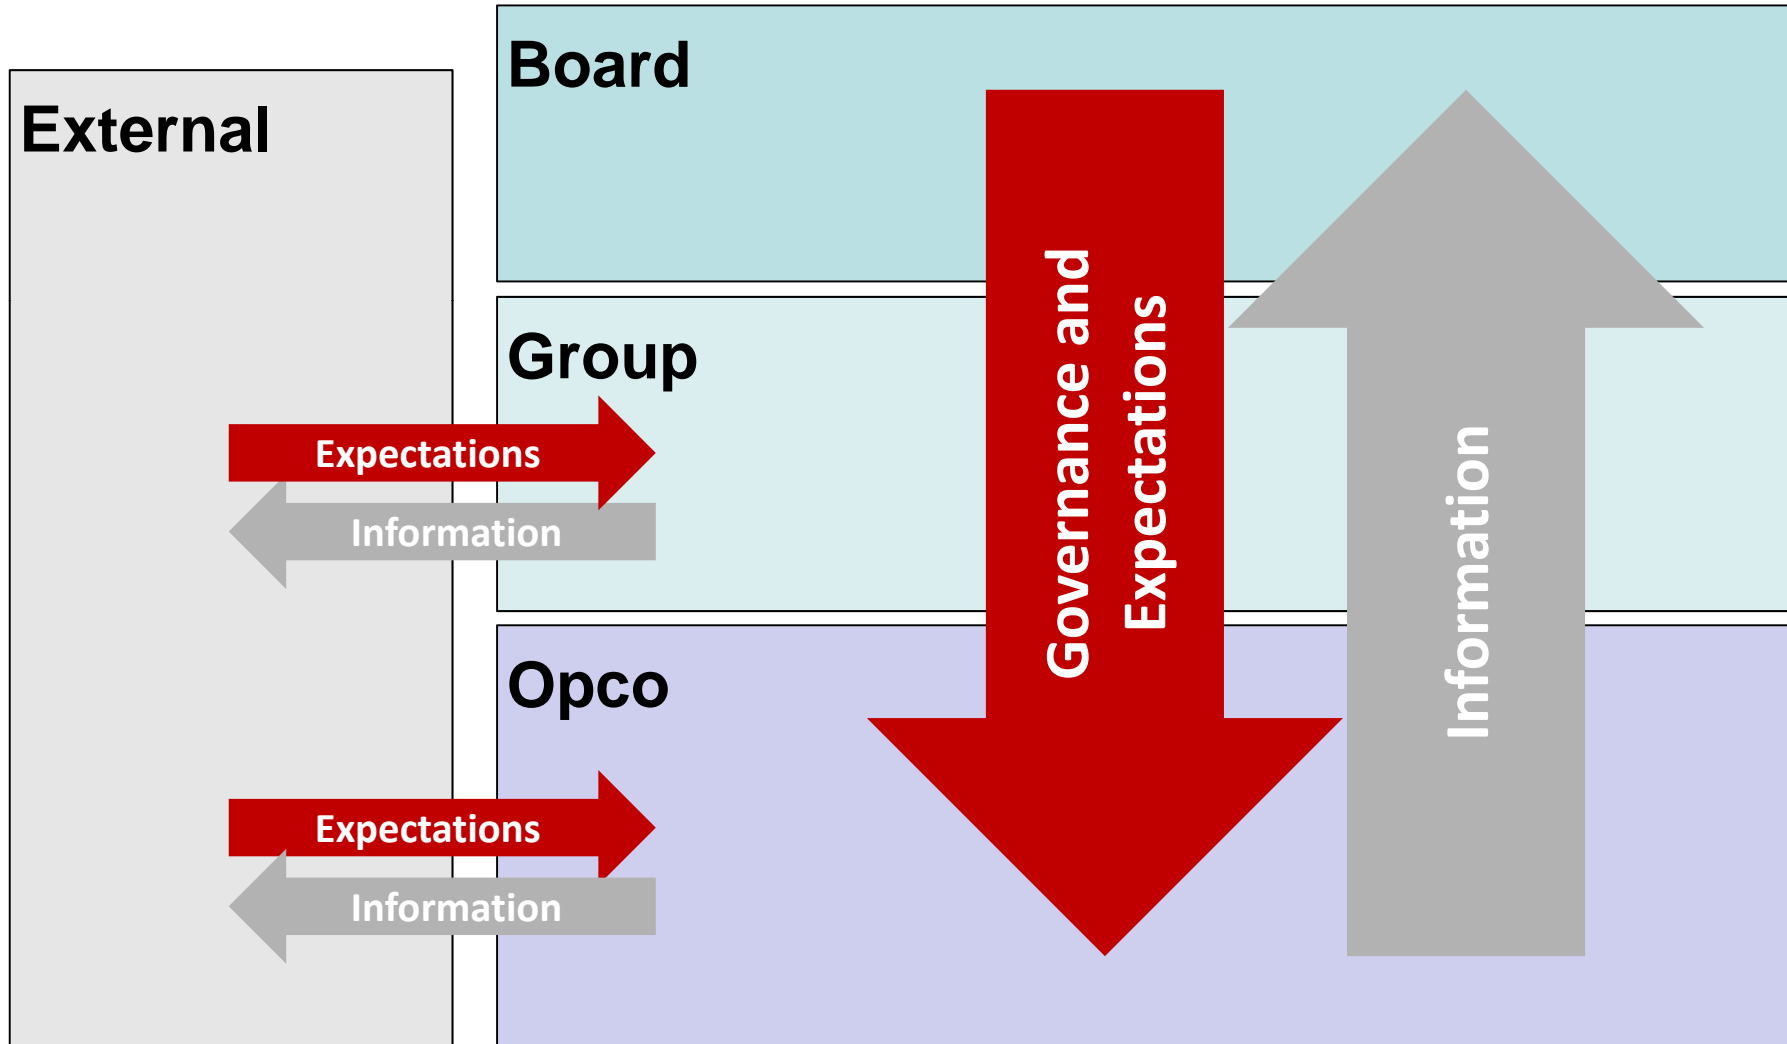 Board
External
Group
Expectations
Information
Opco
Expectations
Information
Governance and
Expectations
Information